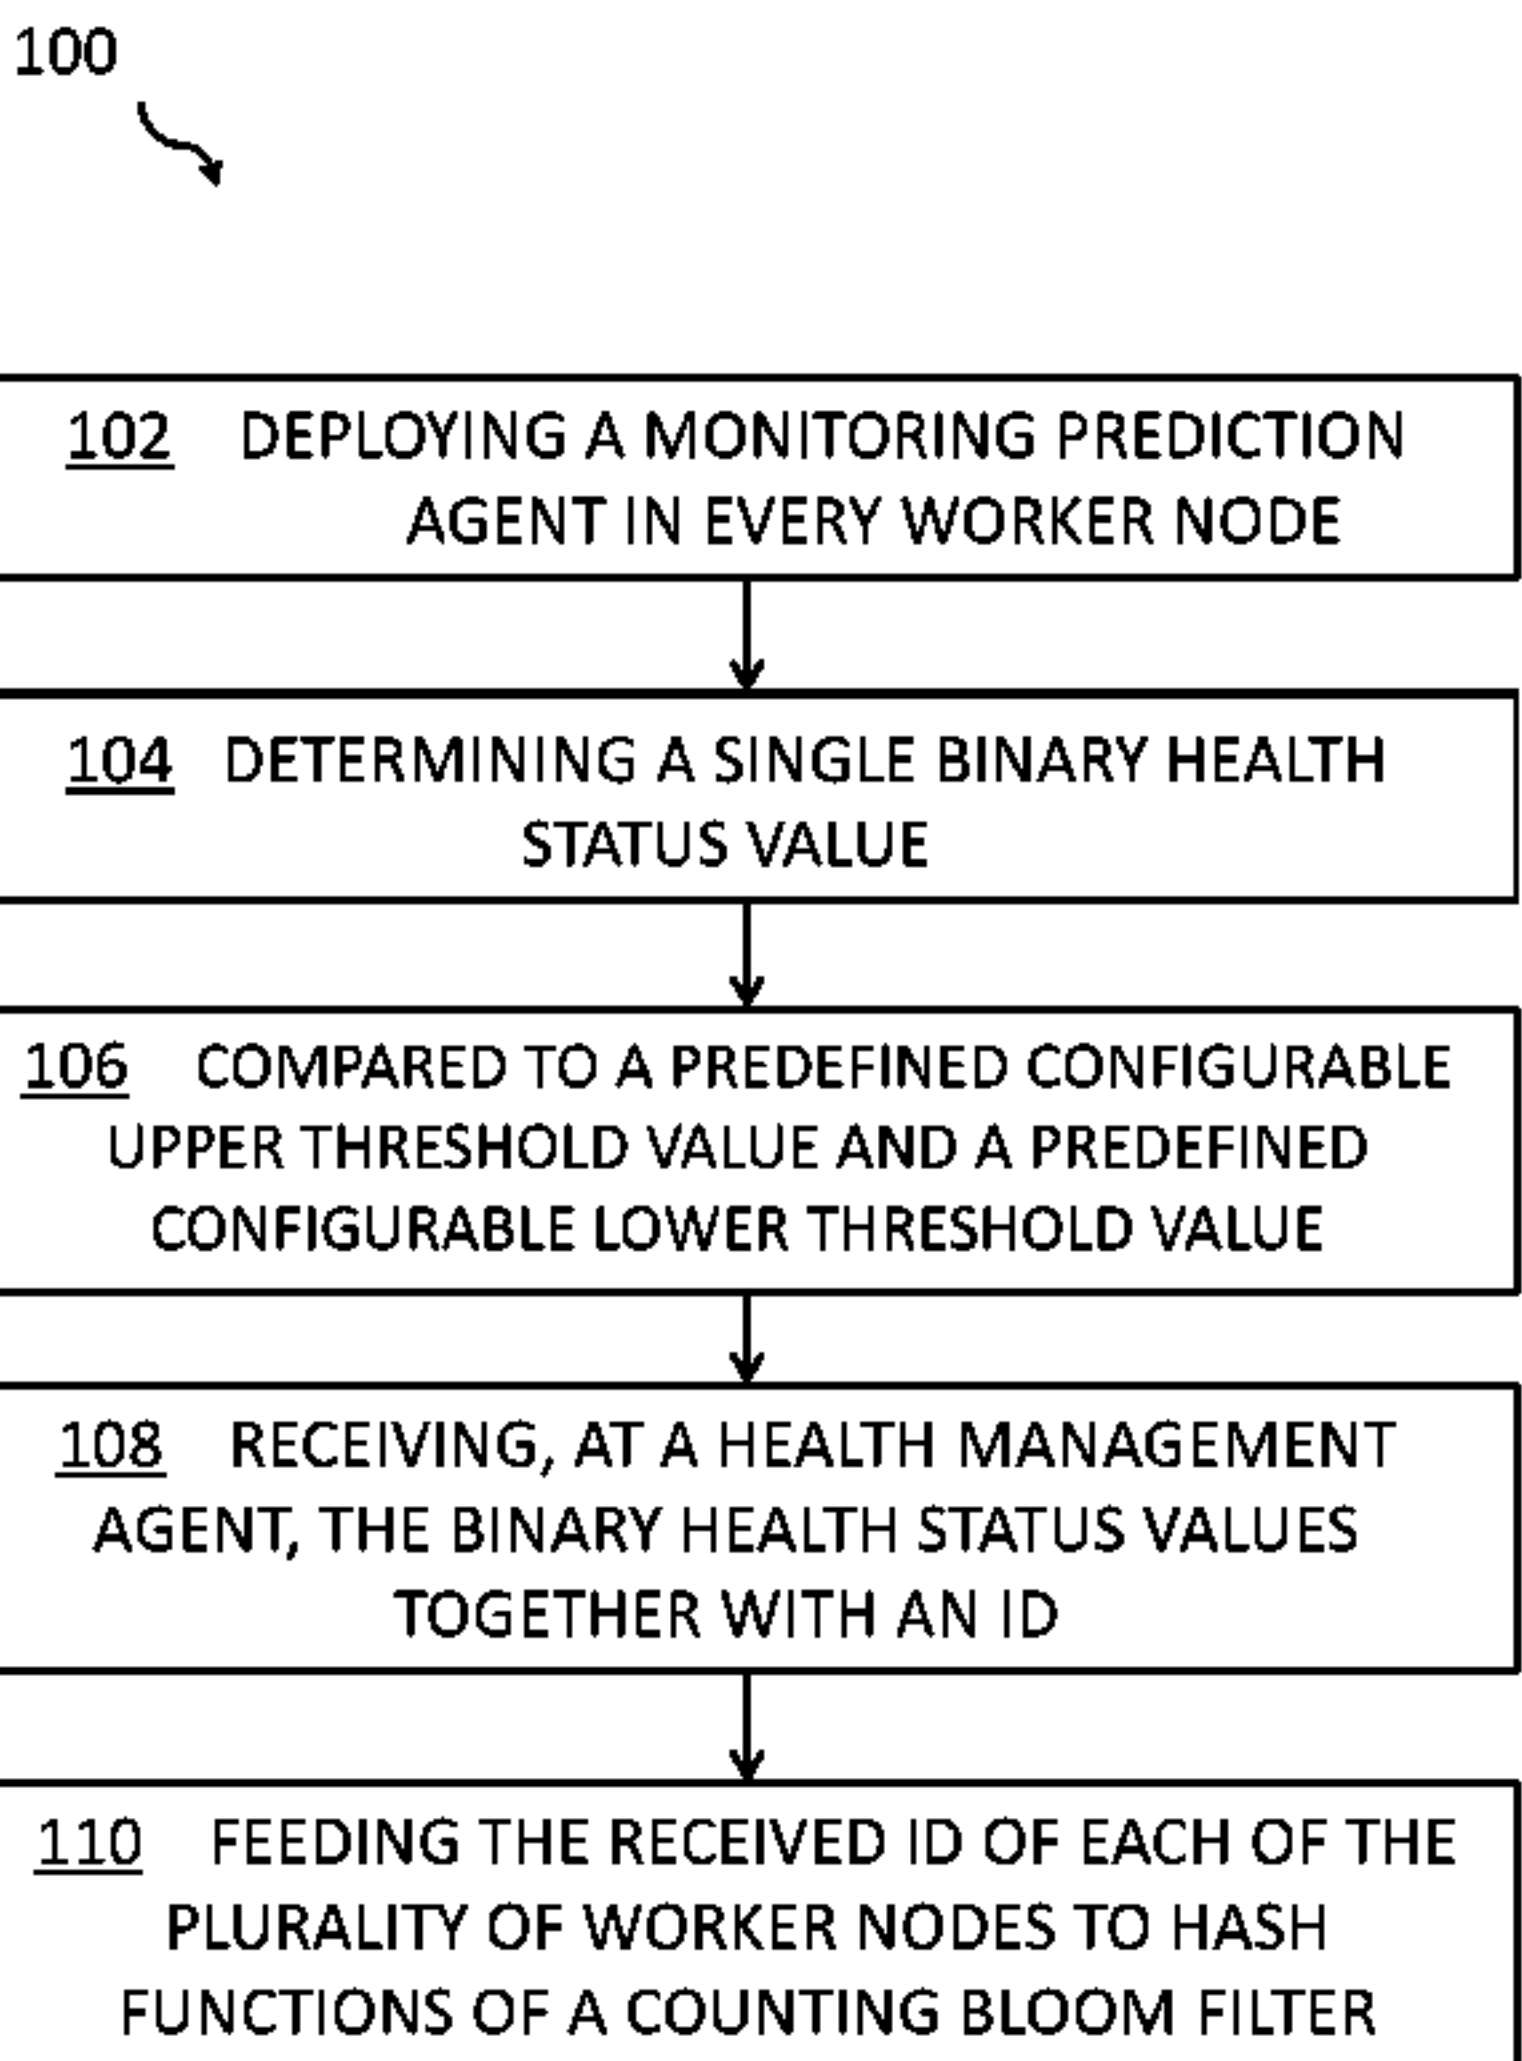 100
102 DEPLOYING A MONITORING PREDICTION
AGENT IN EVERY WORKER NODE
104 DETERMINING A SINGLE BINARY HEALTH
STATUS VALUE
106 COMPARED TO A PREDEFINED CONFIGURABLE
UPPER THRESHOLD VALUE AND A PREDEFINED
CONFIGURABLE LOWER THRESHOLD VALUE
108 RECEIVING, AT A HEALTH MANAGEMENT
AGENT, THE BINARY HEALTH STATUS VALUES
TOGETHER WITH AN ID
110 FEEDING THE RECEIVED ID OF EACH OF THE
PLURALITY OF WORKER NODES TO HASH
FUNCTIONS OF A COUNTING BLOOM FILTER